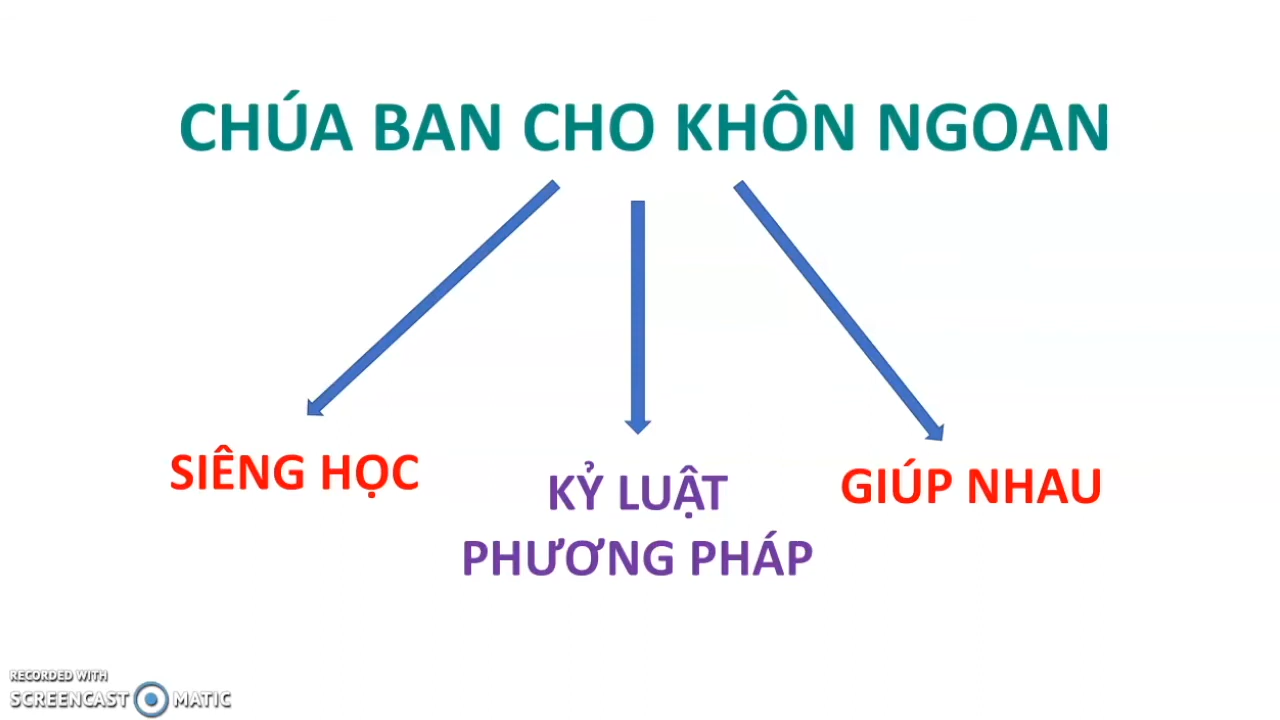 CHÚA BAN CHO KHÔN NGOAN
SIÊNG HỌC
KỶ LUẬT
PHƯƠNG PHÁP
GIÚP NHAU
RECORDED WITH
SCREENCAST MATIC